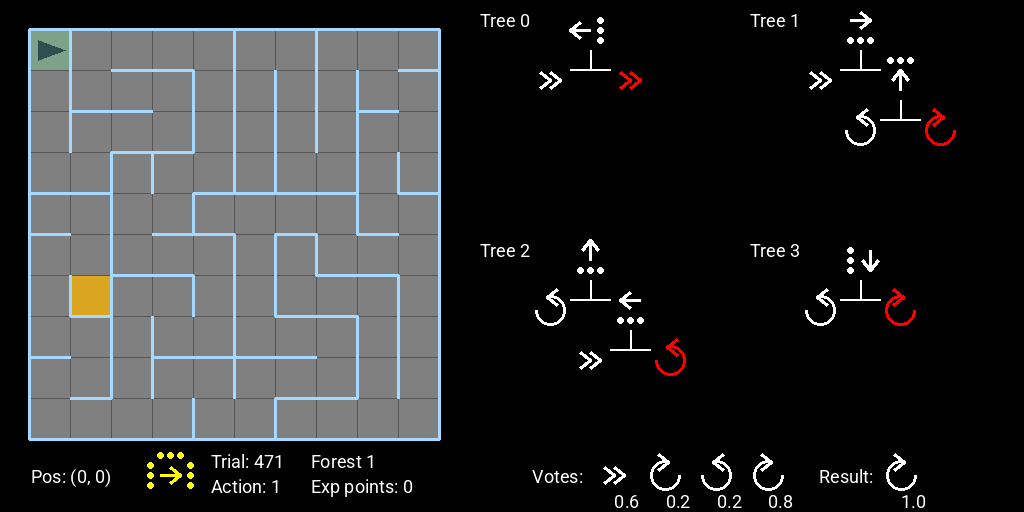 Tree 0
Tree 1
Tree 2
Tree 3
Pos: (0, 0)
Trial: 471
Forest 1
Action: 1
Exp points: 0
Votes:
0.6
0.2
0.2
0.8
Result:
1.0